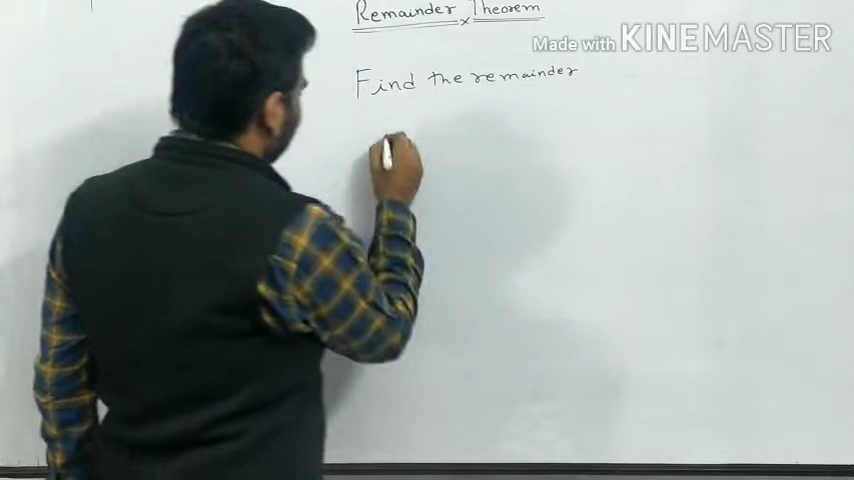 Remainder Theorem
x
Made with KINEMASTER
Find the remainder